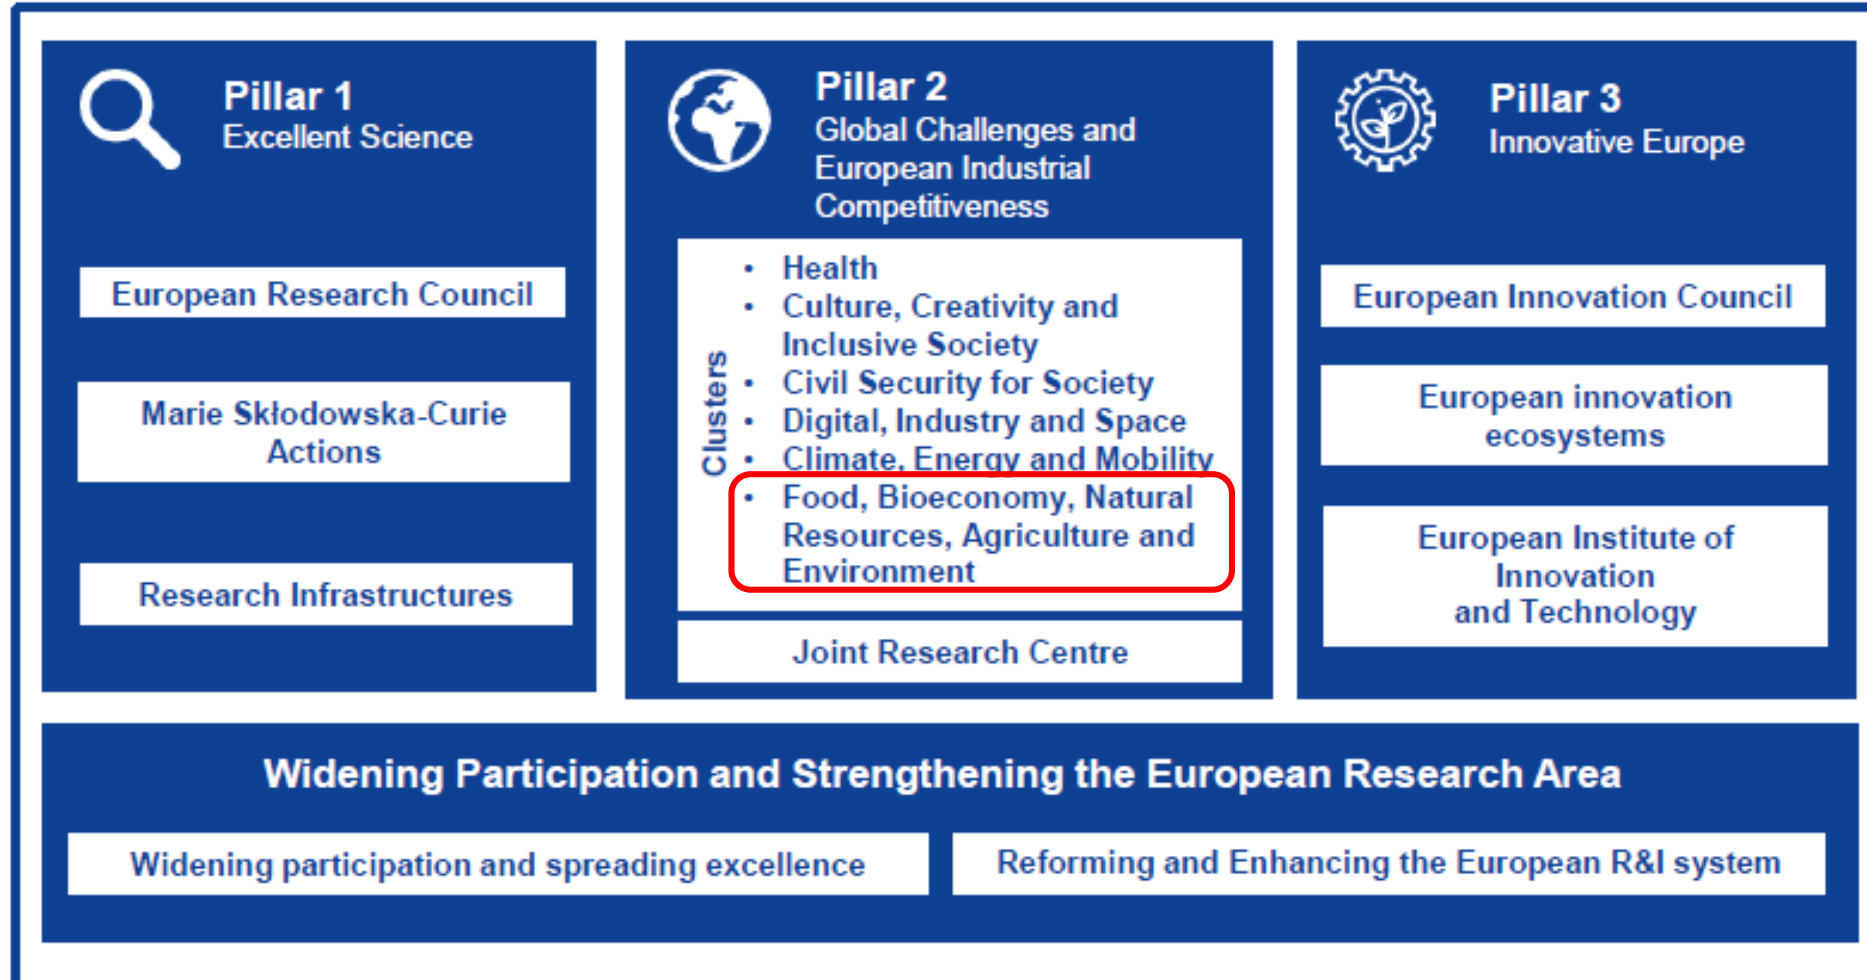 Pillar 1
Excellent Science
European Research Council
Marie Skłodowska-Curie
Actions
Research Infrastructures
Pillar 2
Global Challenges and
European Industrial
Competitiveness
Clusters
• Health
• Culture, Creativity and
Inclusive Society
• Civil Security for Society
• Digital, Industry and Space
• Climate, Energy and Mobility
• Food, Bioeconomy, Natural
Resources, Agriculture and
Environment
Joint Research Centre
Pillar 3
Innovative Europe
European Innovation Council
European innovation
ecosystems
European Institute of
Innovation
and Technology
Widening Participation and Strengthening the European Research Area
Widening participation and spreading excellence
Reforming and Enhancing the European R&I system